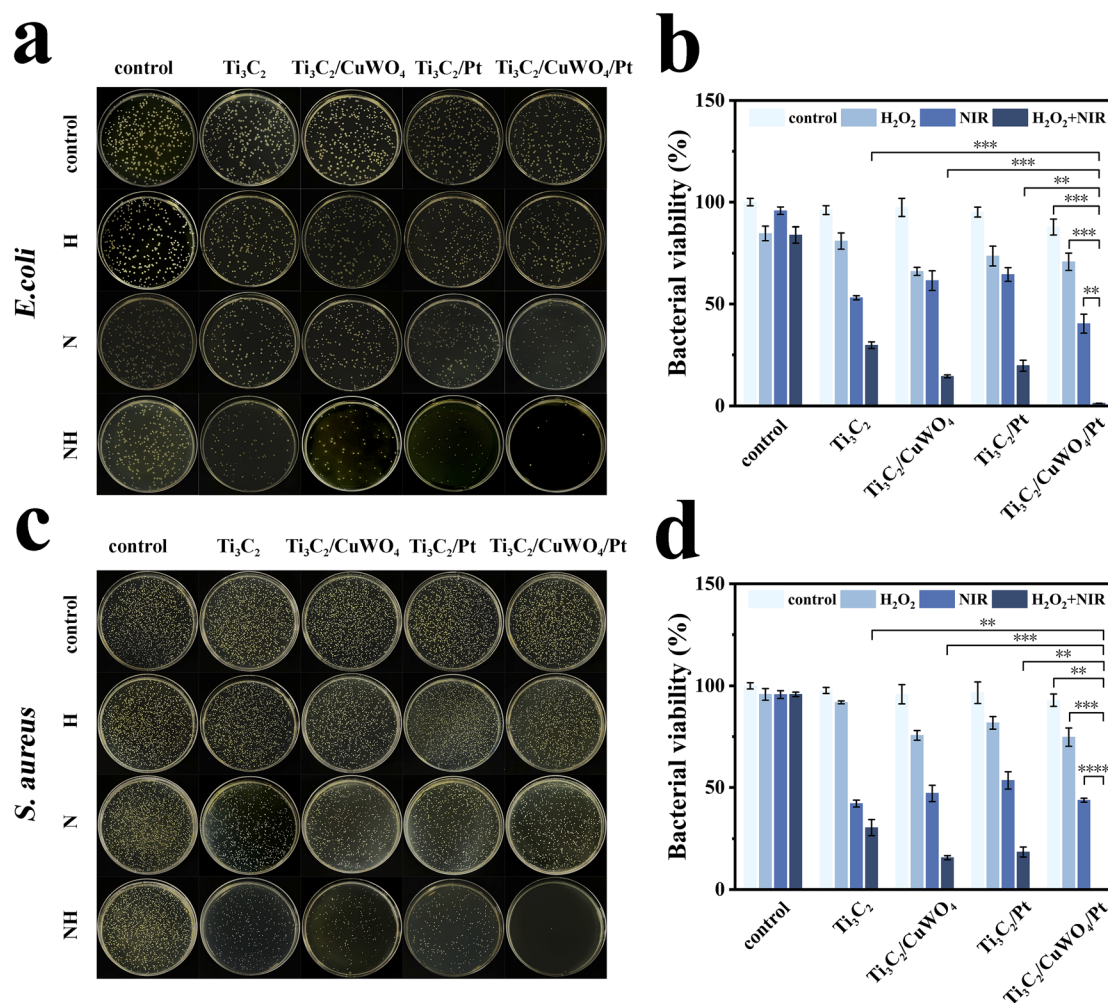 a
control Ti₃C₂ Ti₃C₂/CuWO₄ Ti₃C₂/Pt Ti₃C₂/CuWO₄/Pt
E.coli
control
H
N
NH
b
Bacterial viability (%)
150
100
50
0
control H₂O₂ NIR H₂O₂+NIR
***
***
**
***
***
**
control Ti₃C₂ Ti₃C₂/CuWO₄ Ti₃C₂/Pt Ti₃C₂/CuWO₄/Pt
c
control Ti₃C₂ Ti₃C₂/CuWO₄ Ti₃C₂/Pt Ti₃C₂/CuWO₄/Pt
S. aureus
control
H
N
NH
d
Bacterial viability (%)
150
100
50
0
control H₂O₂ NIR H₂O₂+NIR
**
***
**
**
***
****
control Ti₃C₂ Ti₃C₂/CuWO₄ Ti₃C₂/Pt Ti₃C₂/CuWO₄/Pt